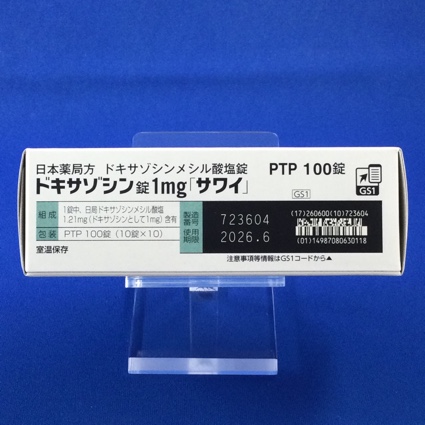 日本薬局方 ドキサゾシンメシル酸塩錠 PTP 100錠
ドキサゾシン錠1mg「サワイ」
GS1
GS1
組成 1錠中、日局ドキサゾシンメシル酸塩
1.21mg(ドキサゾシンとして1mg)含有
包装 PTP 100錠(10錠×10)
室温保存
製造番号 723604
使用期限 2026.6
(17)260600(10)723604
(01)14987080630118
注意事項等情報はGS1コードから▲